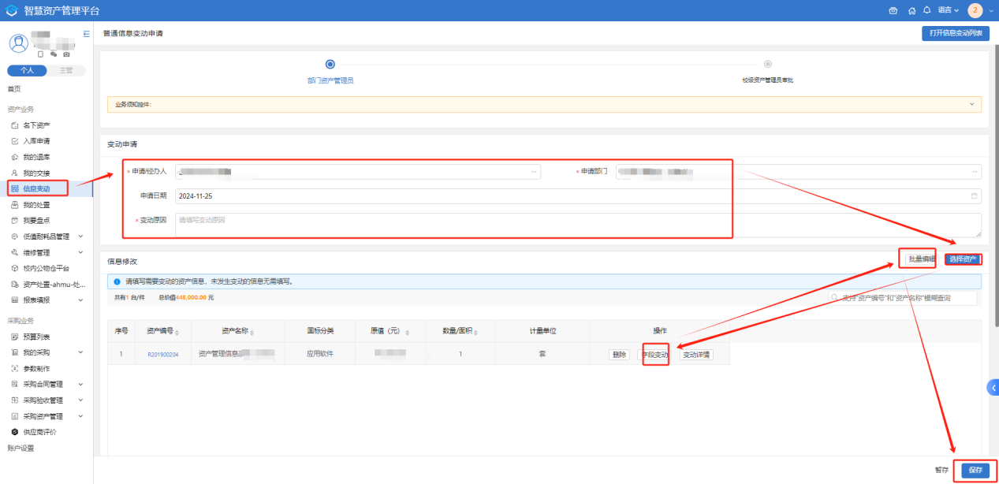 智慧资产管理平台
语言
2
普通信息变动申请
打开信息变动列表
个人
主管
首页
资产业务
名下资产
入库申请
我的退库
我的交接
信息变动
我的处置
我要盘点
低值耐耗品管理
维修管理
校内公物仓平台
资产处置-ahmu-处...
报表填报
采购业务
预算列表
我的采购
参数制作
采购合同管理
采购验收管理
采购资产管理
供应商评价
账户设置
部门资产管理员
校级资产管理员审批
业务须知控件:
变动申请
* 申请/经办人
* 申请部门
申请日期
2024-11-25
* 变动原因
请填写变动原因
信息修改
批量编辑
选择资产
请填写需要变动的资产信息，未发生变动的信息无需填写。
共有1 台/件 总价值445,000.00 元
支持"资产编号"和"资产名称"模糊查询
序号 资产编号 资产名称 国标分类 原值（元） 数量/面积 计量单位 操作
1 R201900204 资产管理信息 应用软件 1 套 删除 字段变动 变动详情
暂存
保存